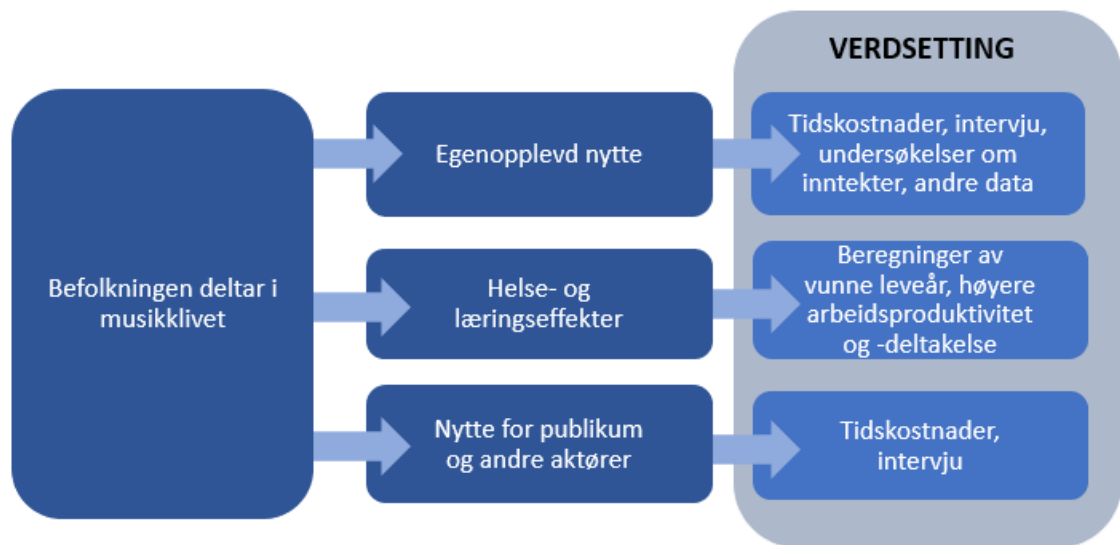 VERDSETTING
Befolkningen deltar i
musikklivet
Egenopplevd nytte
Tidskostnader, intervju,
undersøkelser om
inntekter, andre data
Helse- og
læringseffekter
Beregninger av
vunne leveår, høyere
arbeidsproduktivitet
og -deltakelse
Nytte for publikum
og andre aktører
Tidskostnader,
intervju